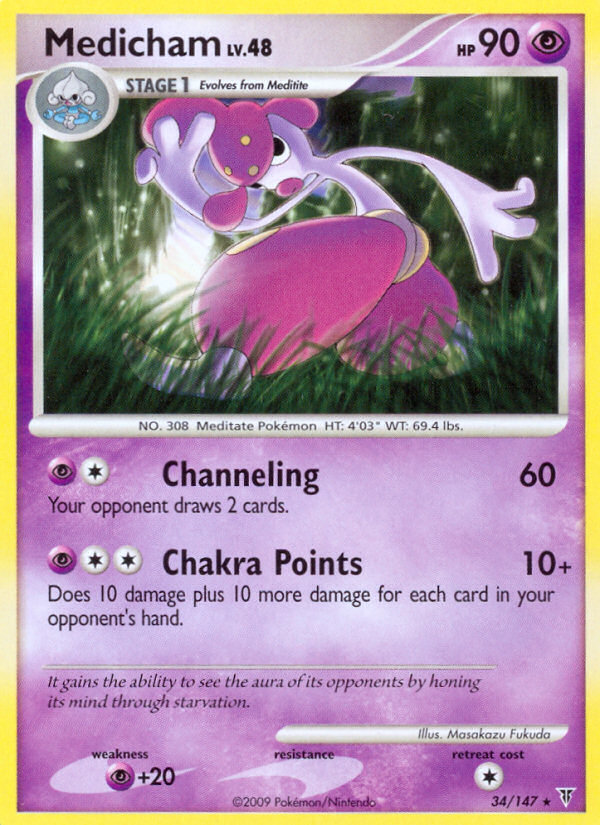 Medicham LV.48 HP 90
STAGE 1 Evolves from Meditite
NO. 308 Meditate Pokémon HT: 4'03" WT: 69.4 lbs.
Channeling 60
Your opponent draws 2 cards.
Chakra Points 10+
Does 10 damage plus 10 more damage for each card in your
opponent's hand.
It gains the ability to see the aura of its opponents by honing
its mind through starvation.
Illus. Masakazu Fukuda
weakness resistance retreat cost
+20
©2009 Pokémon/Nintendo 34/147 ★